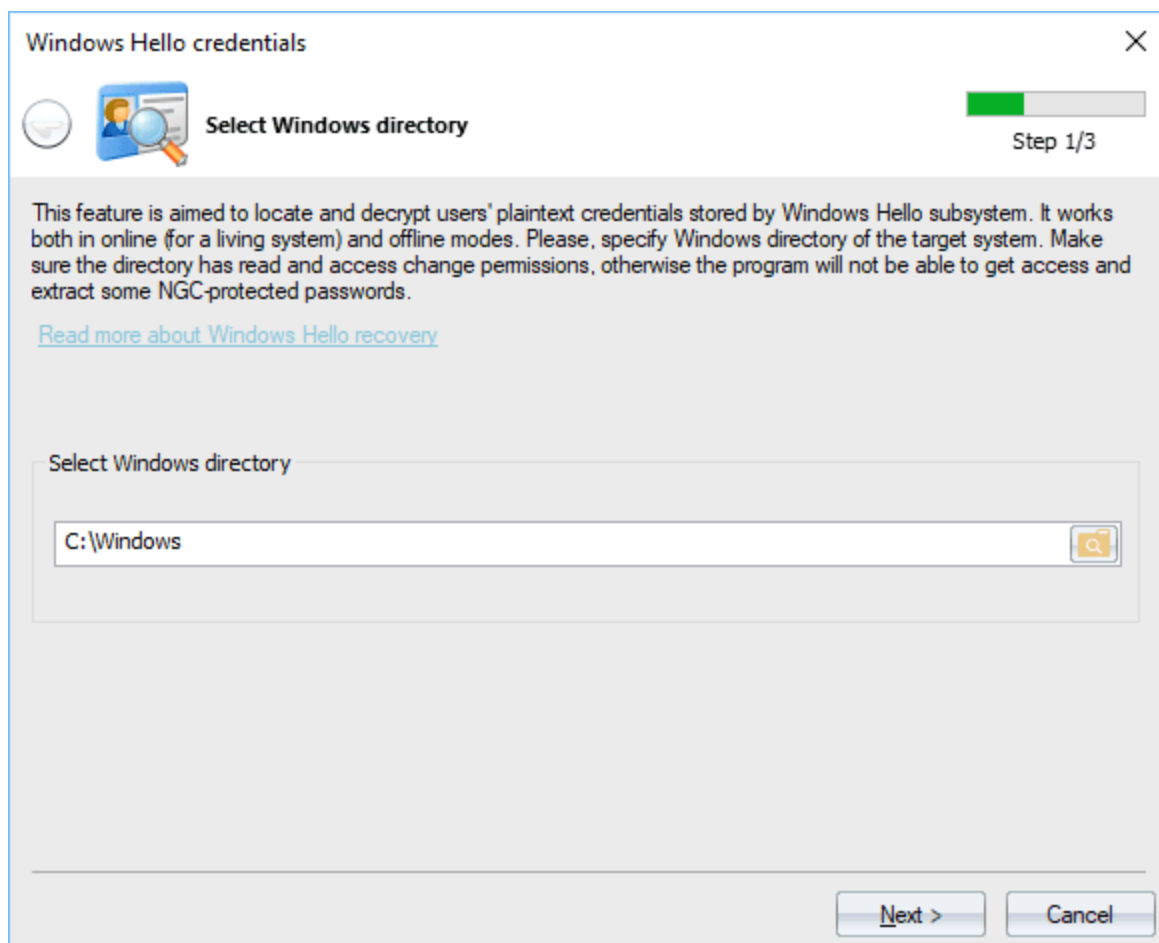 Windows Hello credentials
Select Windows directory
Step 1/3
This feature is aimed to locate and decrypt users' plaintext credentials stored by Windows Hello subsystem. It works
both in online (for a living system) and offline modes. Please, specify Windows directory of the target system. Make
sure the directory has read and access change permissions, otherwise the program will not be able to get access and
extract some NGC-protected passwords.
Read more about Windows Hello recovery
Select Windows directory
C:\Windows
Next >
Cancel